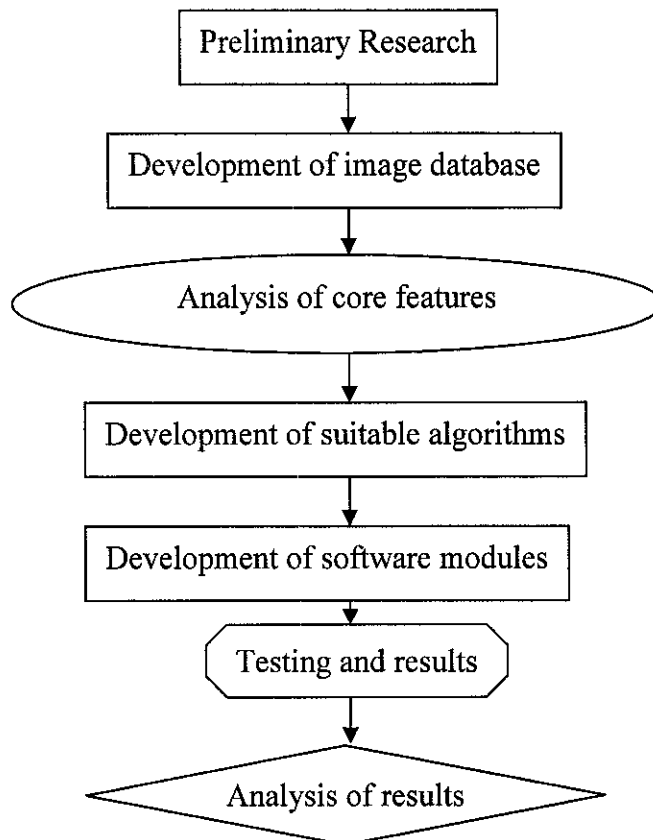 Preliminary Research
Development of image database
Analysis of core features
Development of suitable algorithms
Development of software modules
Testing and results
Analysis of results